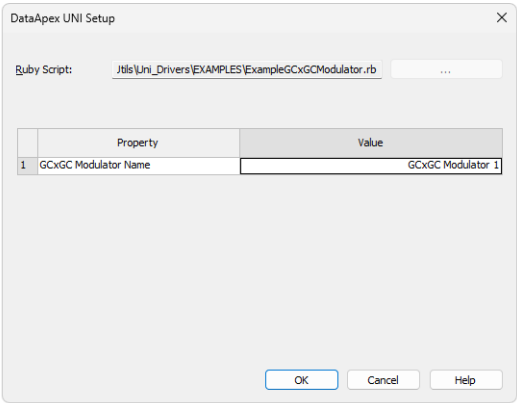 DataApex UNI Setup
Ruby Script: Jtils\Uni_Drivers\EXAMPLES\ExampleGCxGCModulator.rb ...
Property Value
1 GCxGC Modulator Name GCxGC Modulator 1
OK Cancel Help